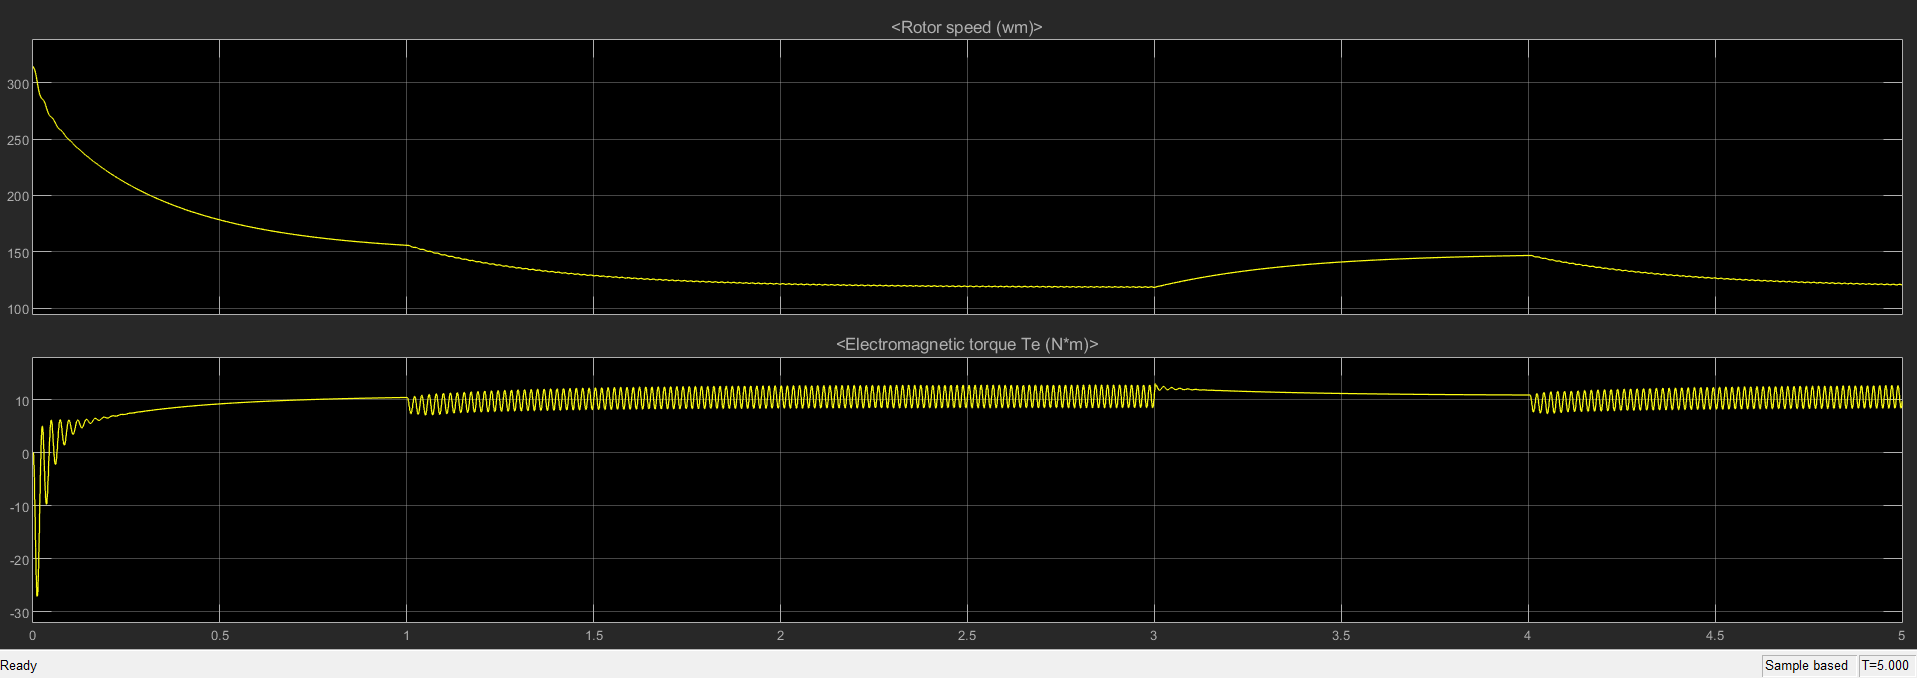 <Rotor speed (wm)>
300
250
200
150
100
<Electromagnetic torque Te (N*m)>
10
0
-10
-20
-30
0 0.5 1 1.5 2 2.5 3 3.5 4 4.5 5
Ready Sample based T=5.000